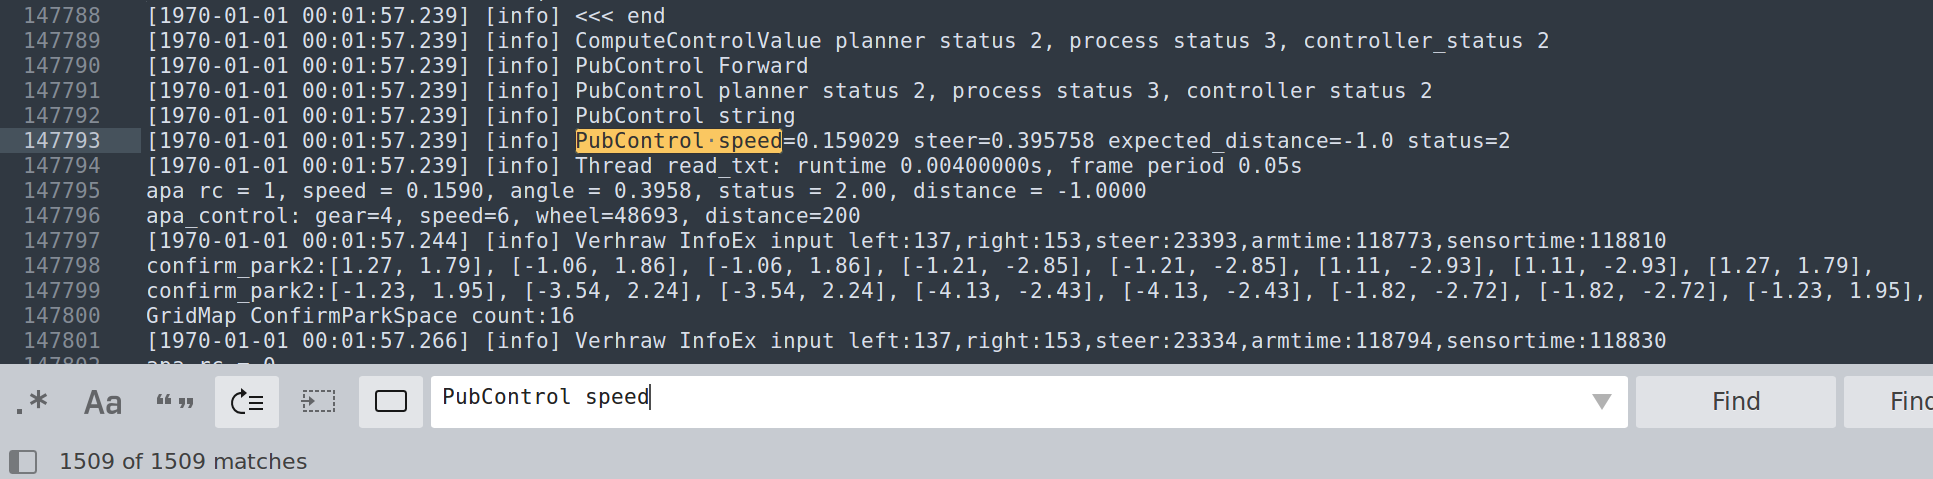 147788 [1970-01-01 00:01:57.239] [info] <<< end
147789 [1970-01-01 00:01:57.239] [info] ComputeControlValue planner status 2, process status 3, controller_status 2
147790 [1970-01-01 00:01:57.239] [info] PubControl Forward
147791 [1970-01-01 00:01:57.239] [info] PubControl planner status 2, process status 3, controller status 2
147792 [1970-01-01 00:01:57.239] [info] PubControl string
147793 [1970-01-01 00:01:57.239] [info] PubControl·speed=0.159029 steer=0.395758 expected_distance=-1.0 status=2
147794 [1970-01-01 00:01:57.239] [info] Thread read_txt: runtime 0.00400000s, frame period 0.05s
147795 apa rc = 1, speed = 0.1590, angle = 0.3958, status = 2.00, distance = -1.0000
147796 apa_control: gear=4, speed=6, wheel=48693, distance=200
147797 [1970-01-01 00:01:57.244] [info] Verhraw InfoEx input left:137,right:153,steer:23393,armtime:118773,sensortime:118810
147798 confirm_park2:[1.27, 1.79], [-1.06, 1.86], [-1.06, 1.86], [-1.21, -2.85], [-1.21, -2.85], [1.11, -2.93], [1.11, -2.93], [1.27, 1.79],
147799 confirm_park2:[-1.23, 1.95], [-3.54, 2.24], [-3.54, 2.24], [-4.13, -2.43], [-4.13, -2.43], [-1.82, -2.72], [-1.82, -2.72], [-1.23, 1.95],
147800 GridMap ConfirmParkSpace count:16
147801 [1970-01-01 00:01:57.266] [info] Verhraw InfoEx input left:137,right:153,steer:23334,armtime:118794,sensortime:118830
147802 apa rc = 0
.* Aa “” PubControl speed Find Find
1509 of 1509 matches